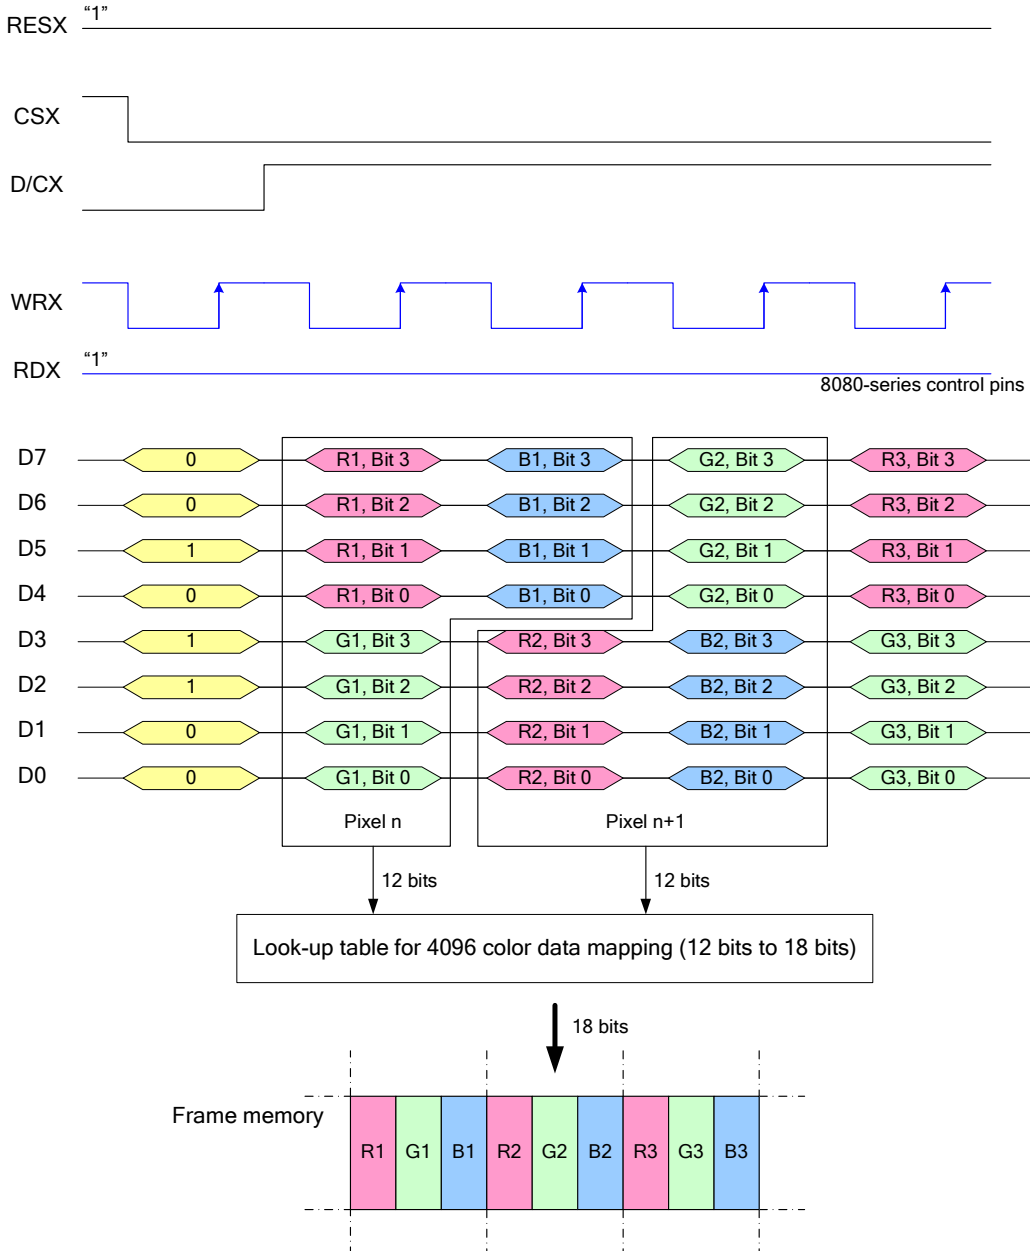 RESX “1”
CSX
D/CX
WRX
RDX “1”
8080-series control pins
D7 0 R1, Bit 3 B1, Bit 3 G2, Bit 3 R3, Bit 3
D6 0 R1, Bit 2 B1, Bit 2 G2, Bit 2 R3, Bit 2
D5 1 R1, Bit 1 B1, Bit 1 G2, Bit 1 R3, Bit 1
D4 0 R1, Bit 0 B1, Bit 0 G2, Bit 0 R3, Bit 0
D3 1 G1, Bit 3 R2, Bit 3 B2, Bit 3 G3, Bit 3
D2 1 G1, Bit 2 R2, Bit 2 B2, Bit 2 G3, Bit 2
D1 0 G1, Bit 1 R2, Bit 1 B2, Bit 1 G3, Bit 1
D0 0 G1, Bit 0 R2, Bit 0 B2, Bit 0 G3, Bit 0
Pixel n Pixel n+1
12 bits 12 bits
Look-up table for 4096 color data mapping (12 bits to 18 bits)
18 bits
Frame memory
R1 G1 B1 R2 G2 B2 R3 G3 B3